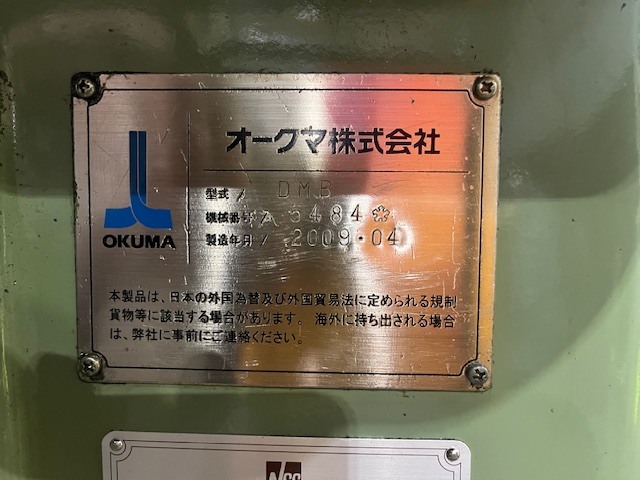 オークマ株式会社
OKUMA
型式 / DMB
機械番号 / 5484*
製造年月 / 2009・04
本製品は、日本の外国為替及び外国貿易法に定められる規制
貨物等に該当する場合があります。 海外に持ち出される場合
は、弊社に事前にご連絡ください。